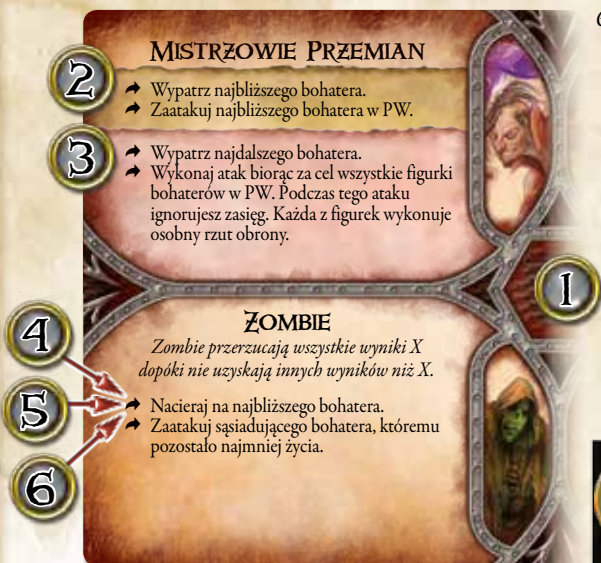 MISTRZOWIE PRZEMIAN
2
Wypatrz najbliższego bohatera.
Zaatakuj najbliższego bohatera w PW.
3
Wypatrz najdalszego bohatera.
Wykonaj atak biorąc za cel wszystkie figurki
bohaterów w PW. Podczas tego ataku
ignorujesz zasięg. Każda z figurek wykonuje
osobny rzut obrony.
1
ZOMBIE
Zombie przerzucają wszystkie wyniki X
dopóki nie uzyskają innych wyników niż X.
4
5
6
Nacieraj na najbliższego bohatera.
Zaatakuj sąsiadującego bohatera, któremu
pozostało najmniej życia.